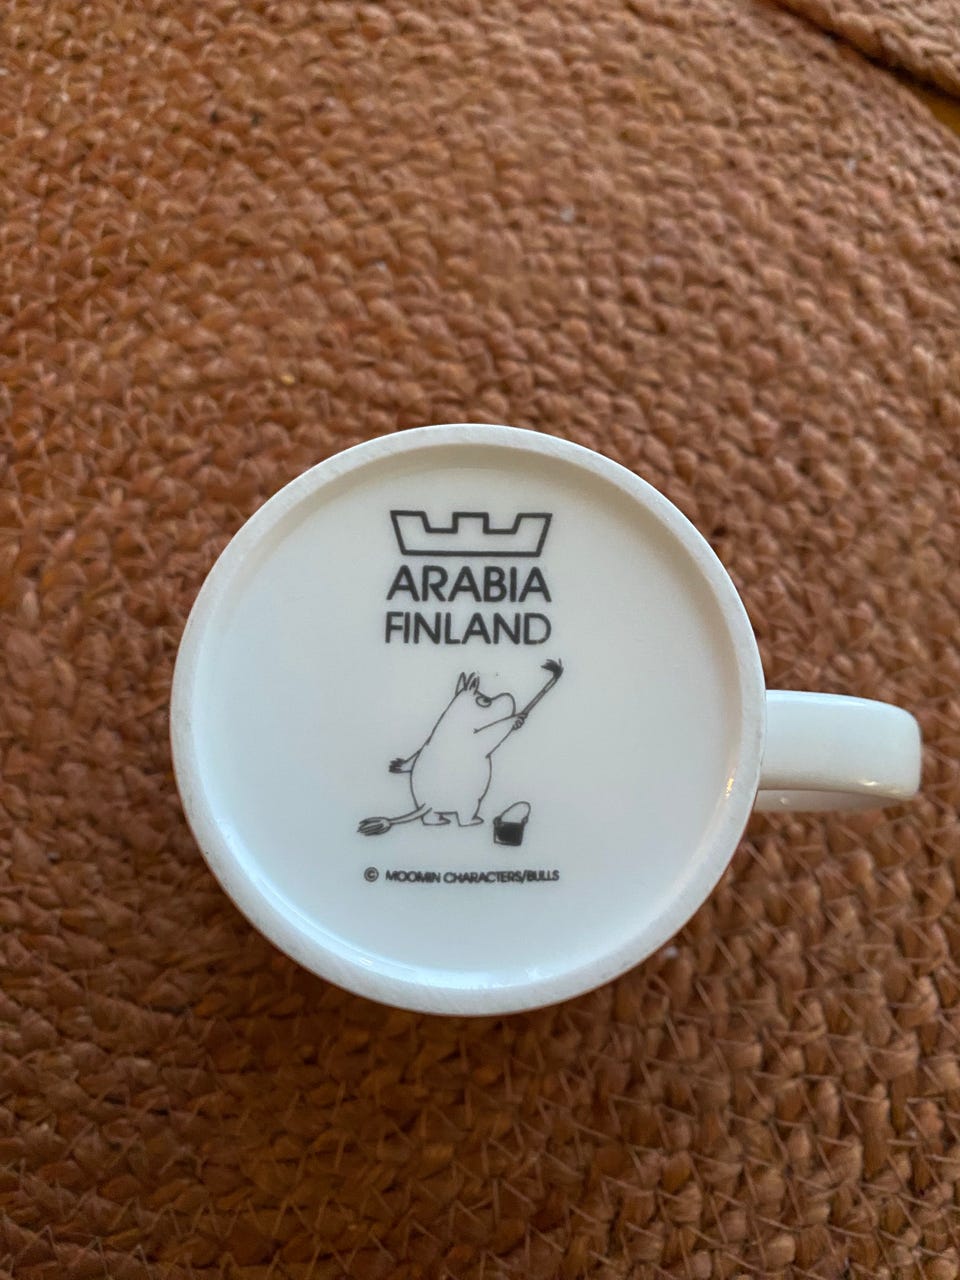 ARABIA
FINLAND
© MOOMIN CHARACTERS/BULLS